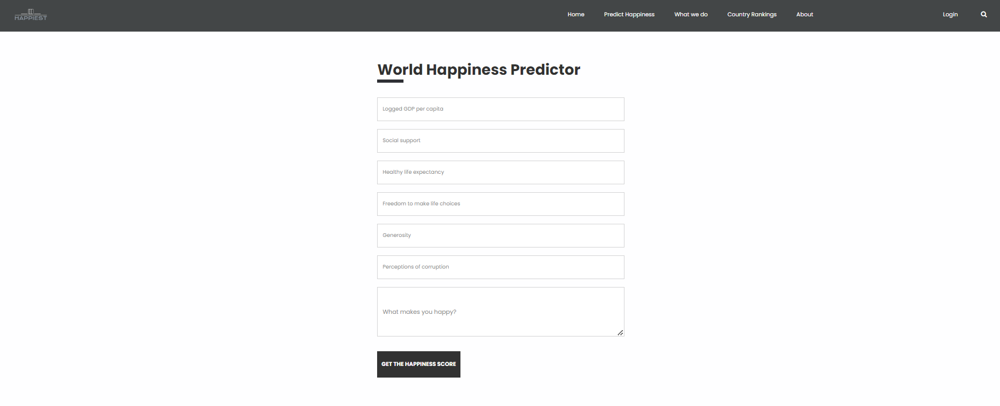 HAPPIEST
Home Predict Happiness What we do Country Rankings About Login
World Happiness Predictor
Logged GDP per capita
Social support
Healthy life expectancy
Freedom to make life choices
Generosity
Perceptions of corruption
What makes you happy?
GET THE HAPPINESS SCORE